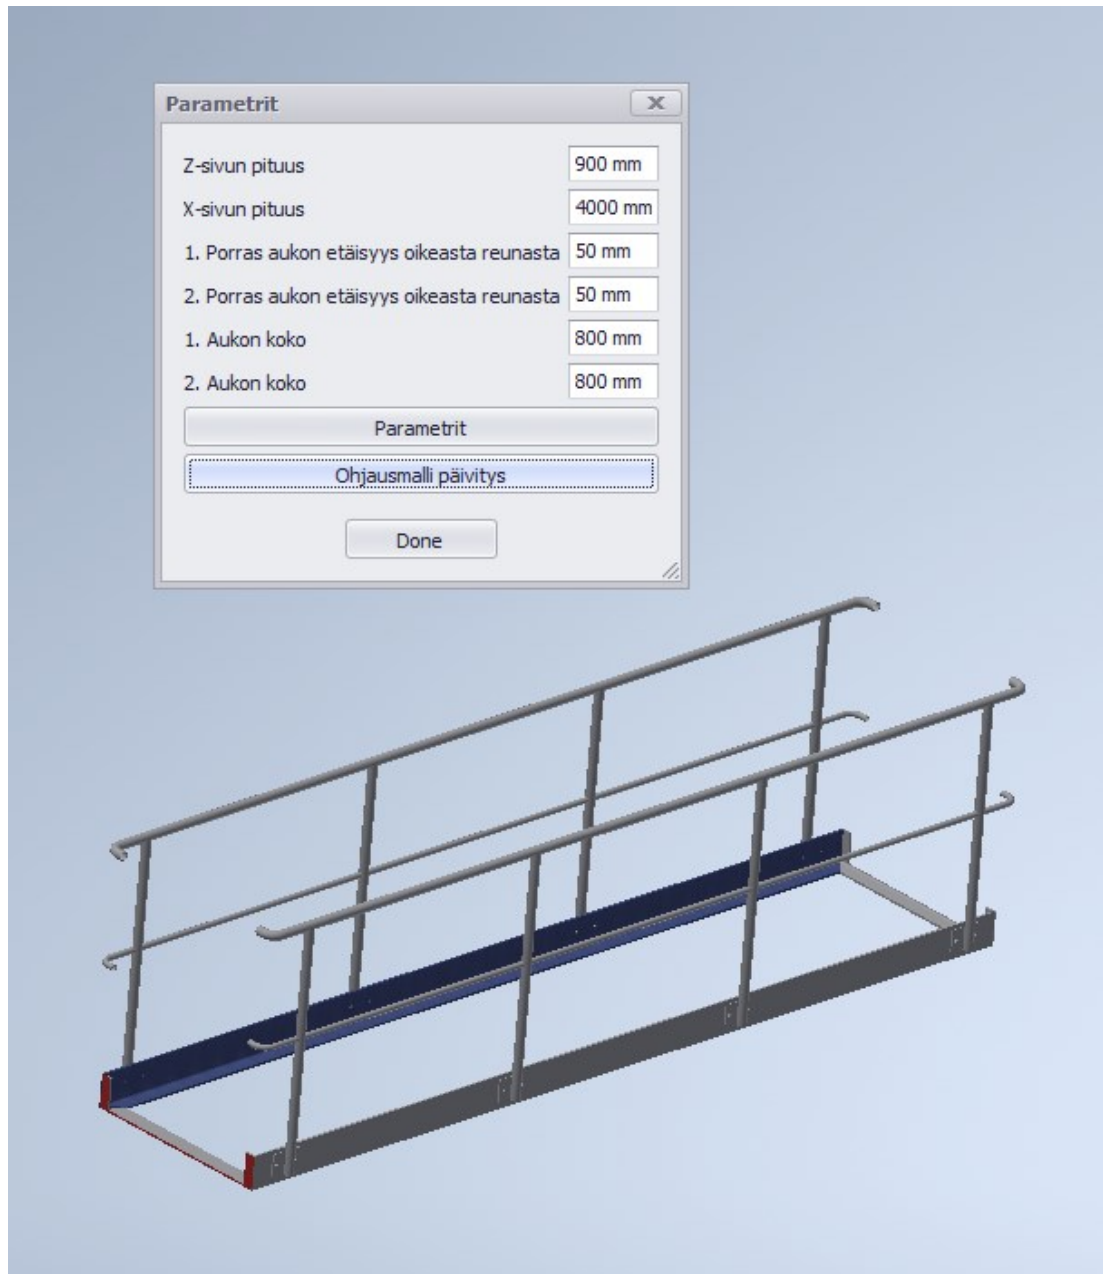 Parametrit
Z-sivun pituus 900 mm
X-sivun pituus 4000 mm
1. Porras aukon etäisyys oikeasta reunasta 50 mm
2. Porras aukon etäisyys oikeasta reunasta 50 mm
1. Aukon koko 800 mm
2. Aukon koko 800 mm
Parametrit
Ohjausmalli päivitys
Done